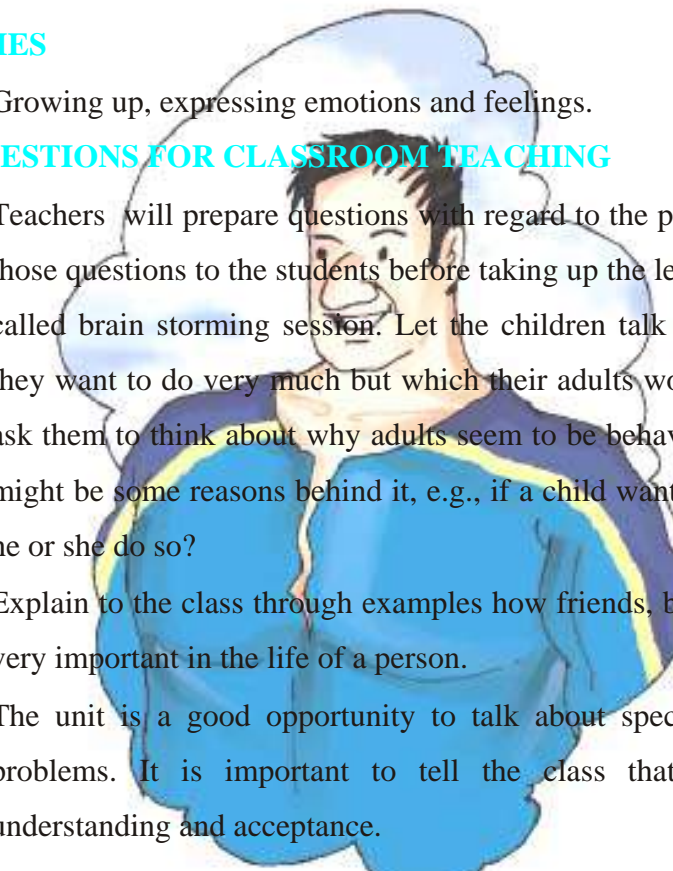 IES
Growing up, expressing emotions and feelings.
ESTIONS FOR CLASSROOM TEACHING
Teachers will prepare questions with regard to the p
those questions to the students before taking up the le
called brain storming session. Let the children talk
they want to do very much but which their adults wo
ask them to think about why adults seem to be behav
might be some reasons behind it, e.g., if a child want
he or she do so?
Explain to the class through examples how friends, b
very important in the life of a person.
The unit is a good opportunity to talk about spec
problems. It is important to tell the class that
understanding and acceptance.